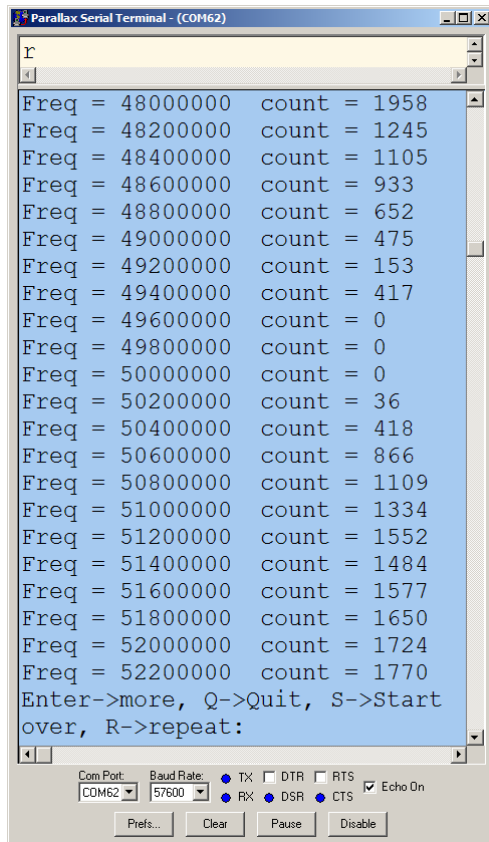 Parallax Serial Terminal - (COM62)
r
Freq = 48000000 count = 1958
Freq = 48200000 count = 1245
Freq = 48400000 count = 1105
Freq = 48600000 count = 933
Freq = 48800000 count = 652
Freq = 49000000 count = 475
Freq = 49200000 count = 153
Freq = 49400000 count = 417
Freq = 49600000 count = 0
Freq = 49800000 count = 0
Freq = 50000000 count = 0
Freq = 50200000 count = 36
Freq = 50400000 count = 418
Freq = 50600000 count = 866
Freq = 50800000 count = 1109
Freq = 51000000 count = 1334
Freq = 51200000 count = 1552
Freq = 51400000 count = 1484
Freq = 51600000 count = 1577
Freq = 51800000 count = 1650
Freq = 52000000 count = 1724
Freq = 52200000 count = 1770
Enter->more, Q->Quit, S->Start
over, R->repeat:
Com Port: Baud Rate: TX DTR RTS
COM62 57600 RX DSR CTS Echo On
Prefs... Clear Pause Disable